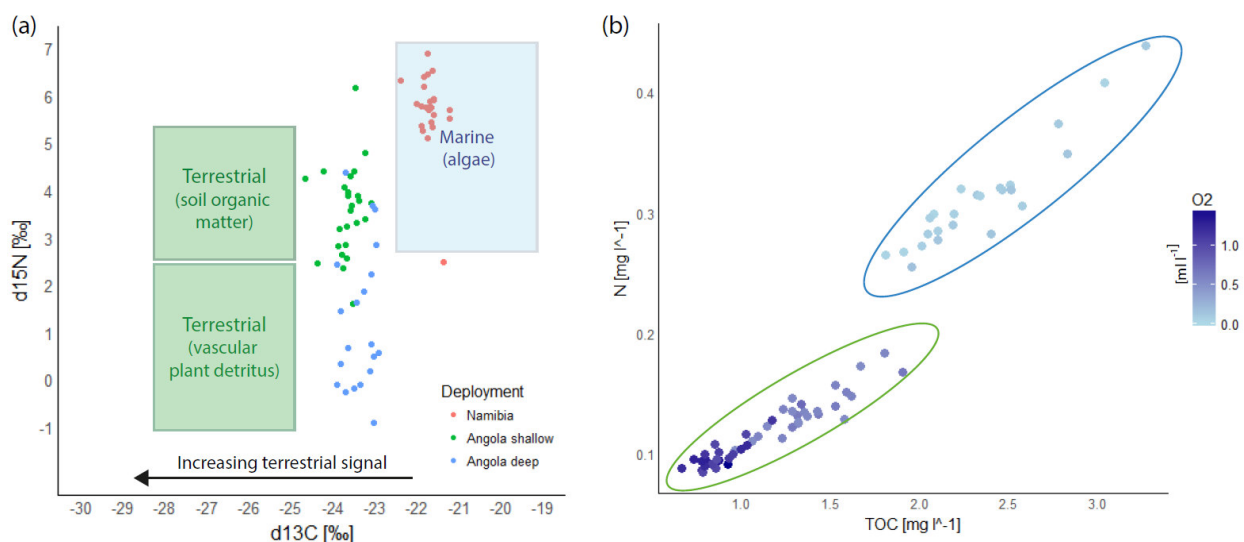 (a)
d15N [‰]
7
6
5
4
3
2
1
0
-1
Terrestrial
(soil organic
matter)
Terrestrial
(vascular
plant detritus)
Marine
(algae)
Deployment
Namibia
Angola shallow
Angola deep
Increasing terrestrial signal
-30 -29 -28 -27 -26 -25 -24 -23 -22 -21 -20 -19
d13C [‰]
(b)
N [mg l^-1]
0.4
0.3
0.2
0.1
1.0 1.5 2.0 2.5 3.0
TOC [mg l^-1]
O2
[ml l⁻¹]
1.0
0.5
0.0